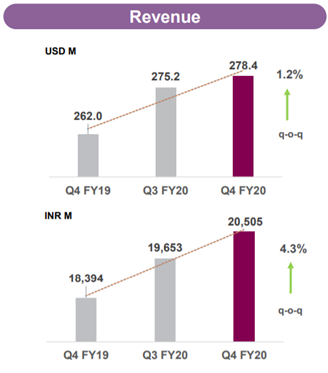 Revenue
USD M
262.0
275.2
278.4
1.2%
q-o-q
Q4 FY19
Q3 FY20
Q4 FY20
INR M
18,394
19,653
20,505
4.3%
q-o-q
Q4 FY19
Q3 FY20
Q4 FY20